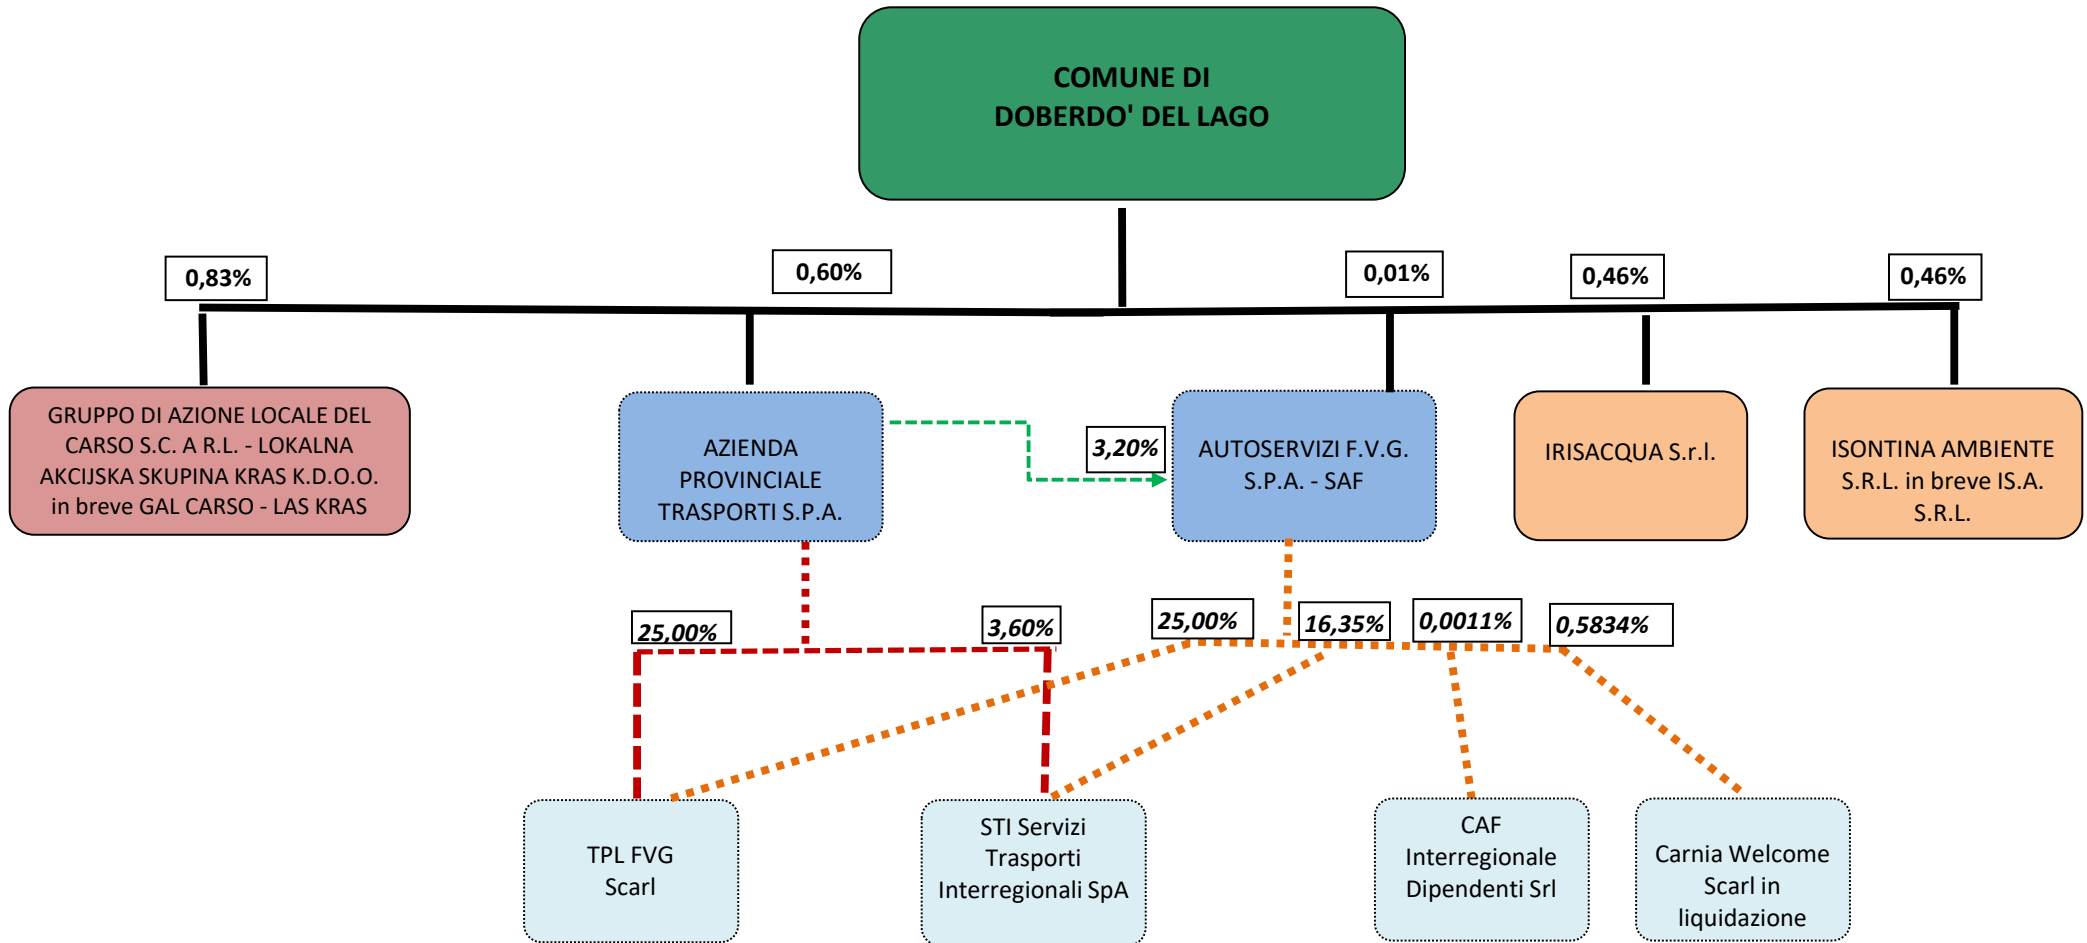 COMUNE DI
DOBERDO' DEL LAGO
0,83%
0,60%
0,01%
0,46%
0,46%
GRUPPO DI AZIONE LOCALE DEL
CARSO S.C. A R.L. - LOKALNA
AKCIJSKA SKUPINA KRAS K.D.O.O.
in breve GAL CARSO - LAS KRAS
AZIENDA
PROVINCIALE
TRASPORTI S.P.A.
3,20%
AUTOSERVIZI F.V.G.
S.P.A. - SAF
IRISACQUA S.r.l.
ISONTINA AMBIENTE
S.R.L. in breve IS.A.
S.R.L.
25,00%
3,60%
25,00%
16,35%
0,0011%
0,5834%
TPL FVG
Scarl
STI Servizi
Trasporti
Interregionali SpA
CAF
Interregionale
Dipendenti Srl
Carnia Welcome
Scarl in
liquidazione